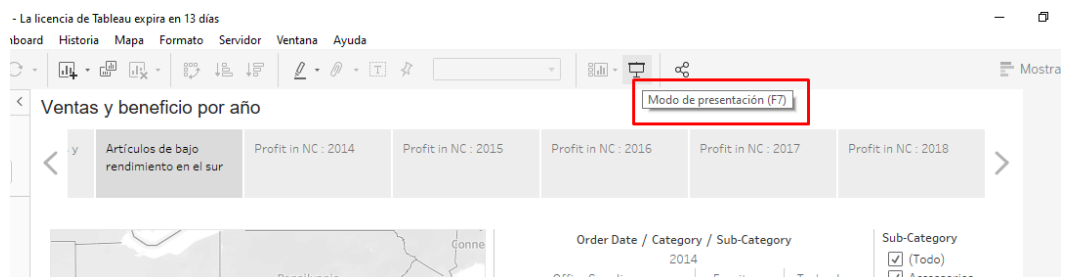 - La licencia de Tableau expira en 13 días
Historia Mapa Formato Servidor Ventana Ayuda
Mostra
Modo de presentación (F7)
Ventas y beneficio por año
y
Artículos de bajo
rendimiento en el sur
Profit in NC : 2014
Profit in NC : 2015
Profit in NC : 2016
Profit in NC : 2017
Profit in NC : 2018
Conne
Order Date / Category / Sub-Category
2014
Sub-Category
(Todo)